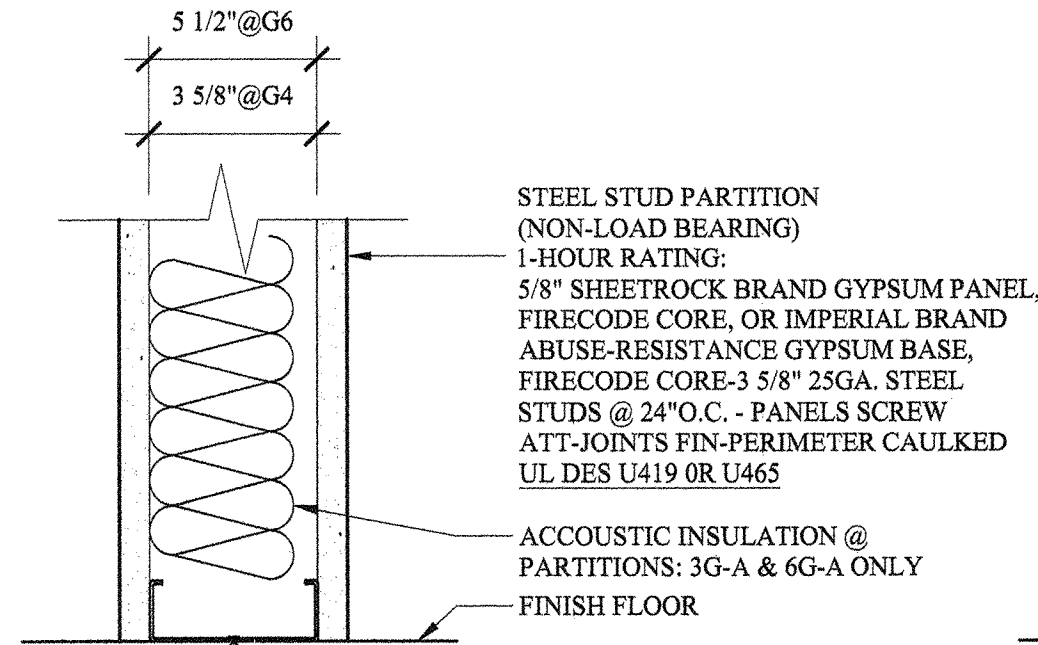 5 1/2"@G6
3 5/8"@G4
STEEL STUD PARTITION
(NON-LOAD BEARING)
1-HOUR RATING:
5/8" SHEETROCK BRAND GYPSUM PANEL,
FIRECODE CORE, OR IMPERIAL BRAND
ABUSE-RESISTANCE GYPSUM BASE,
FIRECODE CORE-3 5/8" 25GA. STEEL
STUDS @ 24"O.C. - PANELS SCREW
ATT-JOINTS FIN-PERIMETER CAULKED
UL DES U419 0R U465
ACCOUSTIC INSULATION @
PARTITIONS: 3G-A & 6G-A ONLY
FINISH FLOOR